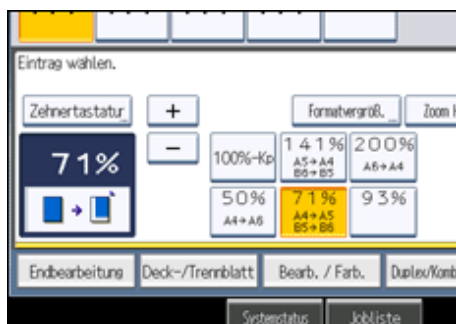 Eintrag wählen.
Zehnertastatur
+
Formatvergröß.
Zoom
71%
−
100%-Kp
141%
A5→A4
B6→B5
200%
A6→A4
50%
A4→A6
71%
A4→A5
B5→B6
93%
Endbearbeitung
Deck-/Trennblatt
Bearb. / Farb.
Duplex/Komb
Systemstatus
Jobliste